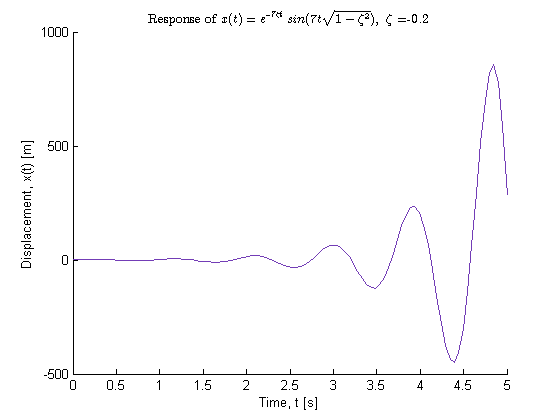 Response of x(t) = e^{-7ζt} sin(7t√(1 − ζ²)), ζ =-0.2
1000
500
0
-500
Displacement, x(t) [m]
0 0.5 1 1.5 2 2.5 3 3.5 4 4.5 5
Time, t [s]